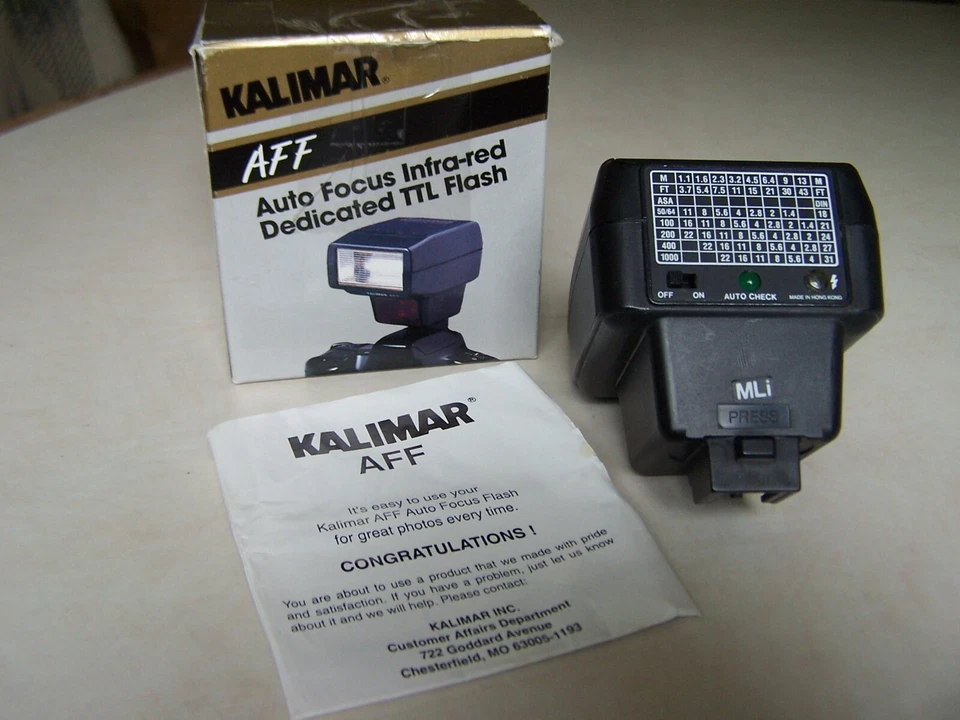 KALIMAR®
AFF
Auto Focus Infra-red
Dedicated TTL Flash
KALIMAR®
AFF
It's easy to use your
Kalimar AFF Auto Focus Flash
for great photos every time.
CONGRATULATIONS !
You are about to use a product that we made with pride
and satisfaction. If you have a problem, just let us know
about it and we will help. Please contact:
KALIMAR INC.
Customer Affairs Department
722 Goddard Avenue
Chesterfield, MO 63005-1193
M 1.1 1.6 2.3 3.2 4.5 6.4 9 13 M
FT 3.7 5.4 7.5 11 15 21 30 43 FT
ASA DIN
50/64 11 8 5.6 4 2.8 2 1.4 18
100 16 11 8 5.6 4 2.8 2 1.4 21
200 22 16 11 8 5.6 4 2.8 2 24
400 22 16 11 8 5.6 4 2.8 27
1000 22 16 11 8 5.6 4 31
OFF ON AUTO CHECK MADE IN HONG KONG
MLi
PRESS